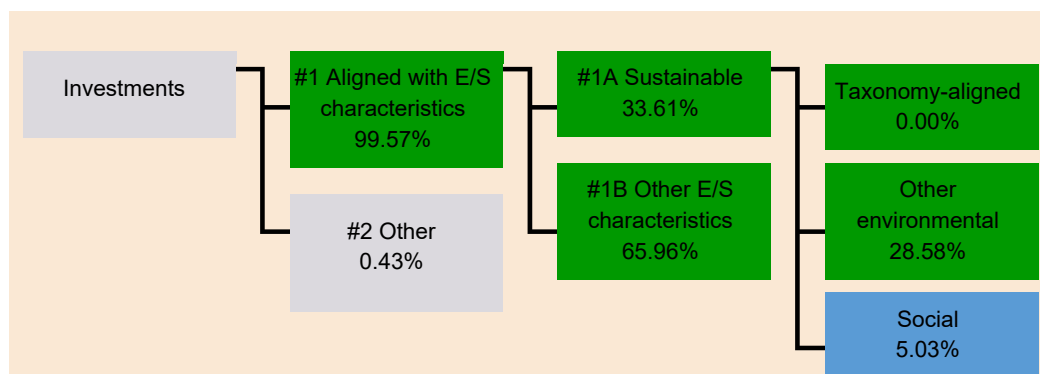 Investments
#1 Aligned with E/S
characteristics
99.57%
#2 Other
0.43%
#1A Sustainable
33.61%
#1B Other E/S
characteristics
65.96%
Taxonomy-aligned
0.00%
Other
environmental
28.58%
Social
5.03%